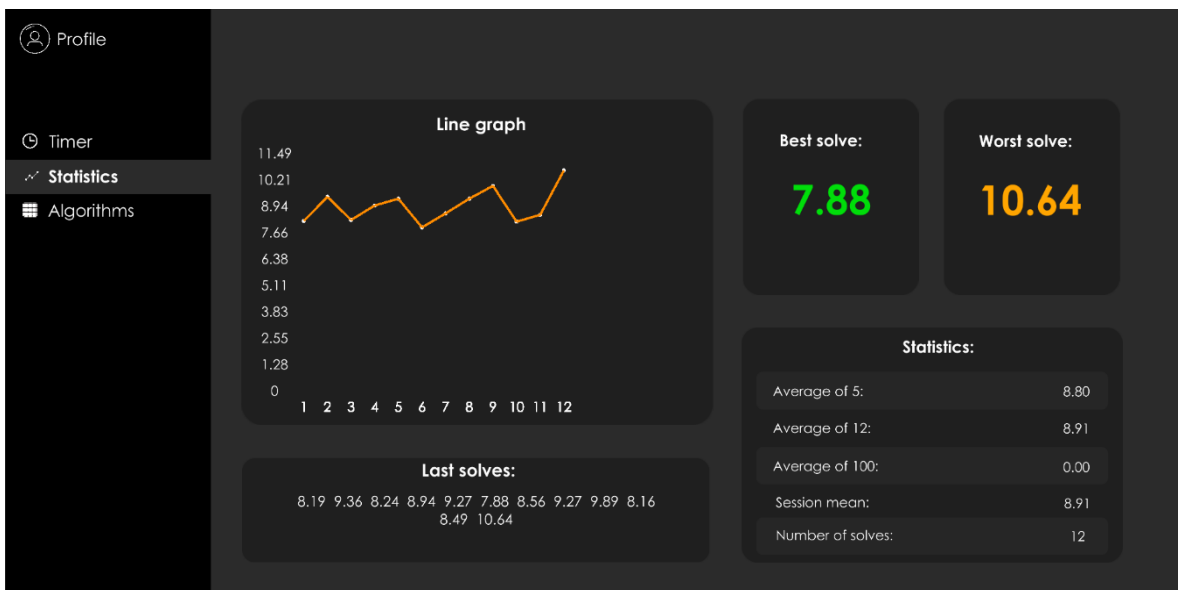 Profile
Timer
Statistics
Algorithms
Line graph
11.49
10.21
8.94
7.66
6.38
5.11
3.83
2.55
1.28
0
1 2 3 4 5 6 7 8 9 10 11 12
Last solves:
8.19 9.36 8.24 8.94 9.27 7.88 8.56 9.27 9.89 8.16
8.49 10.64
Best solve:
7.88
Worst solve:
10.64
Statistics:
Average of 5: 8.80
Average of 12: 8.91
Average of 100: 0.00
Session mean: 8.91
Number of solves: 12